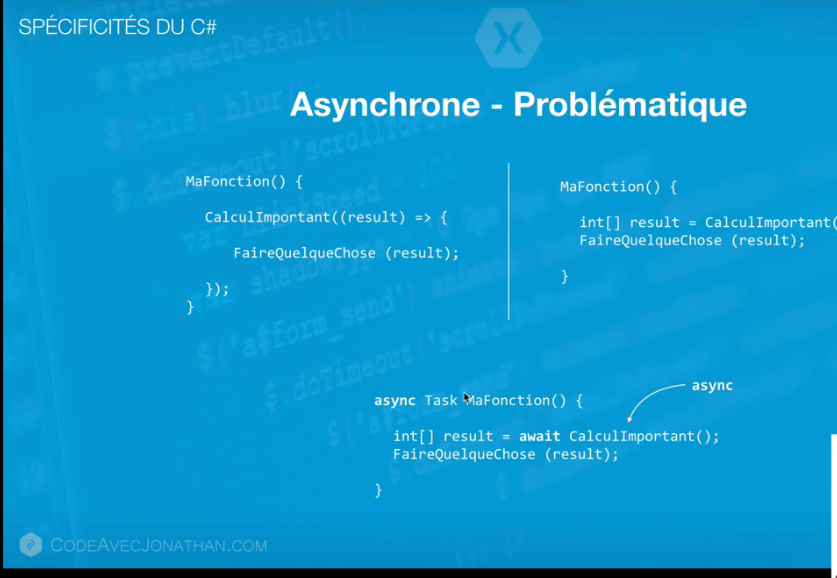 SPÉCIFICITÉS DU C#
X
Asynchrone - Problématique
MaFonction() {
CalculImportant((result) => {
FaireQuelqueChose (result);
});
}
MaFonction() {
int[] result = CalculImportant(
FaireQuelqueChose (result);
}
async
async Task MaFonction() {
int[] result = await CalculImportant();
FaireQuelqueChose (result);
}
CODEAVECJONATHAN.COM